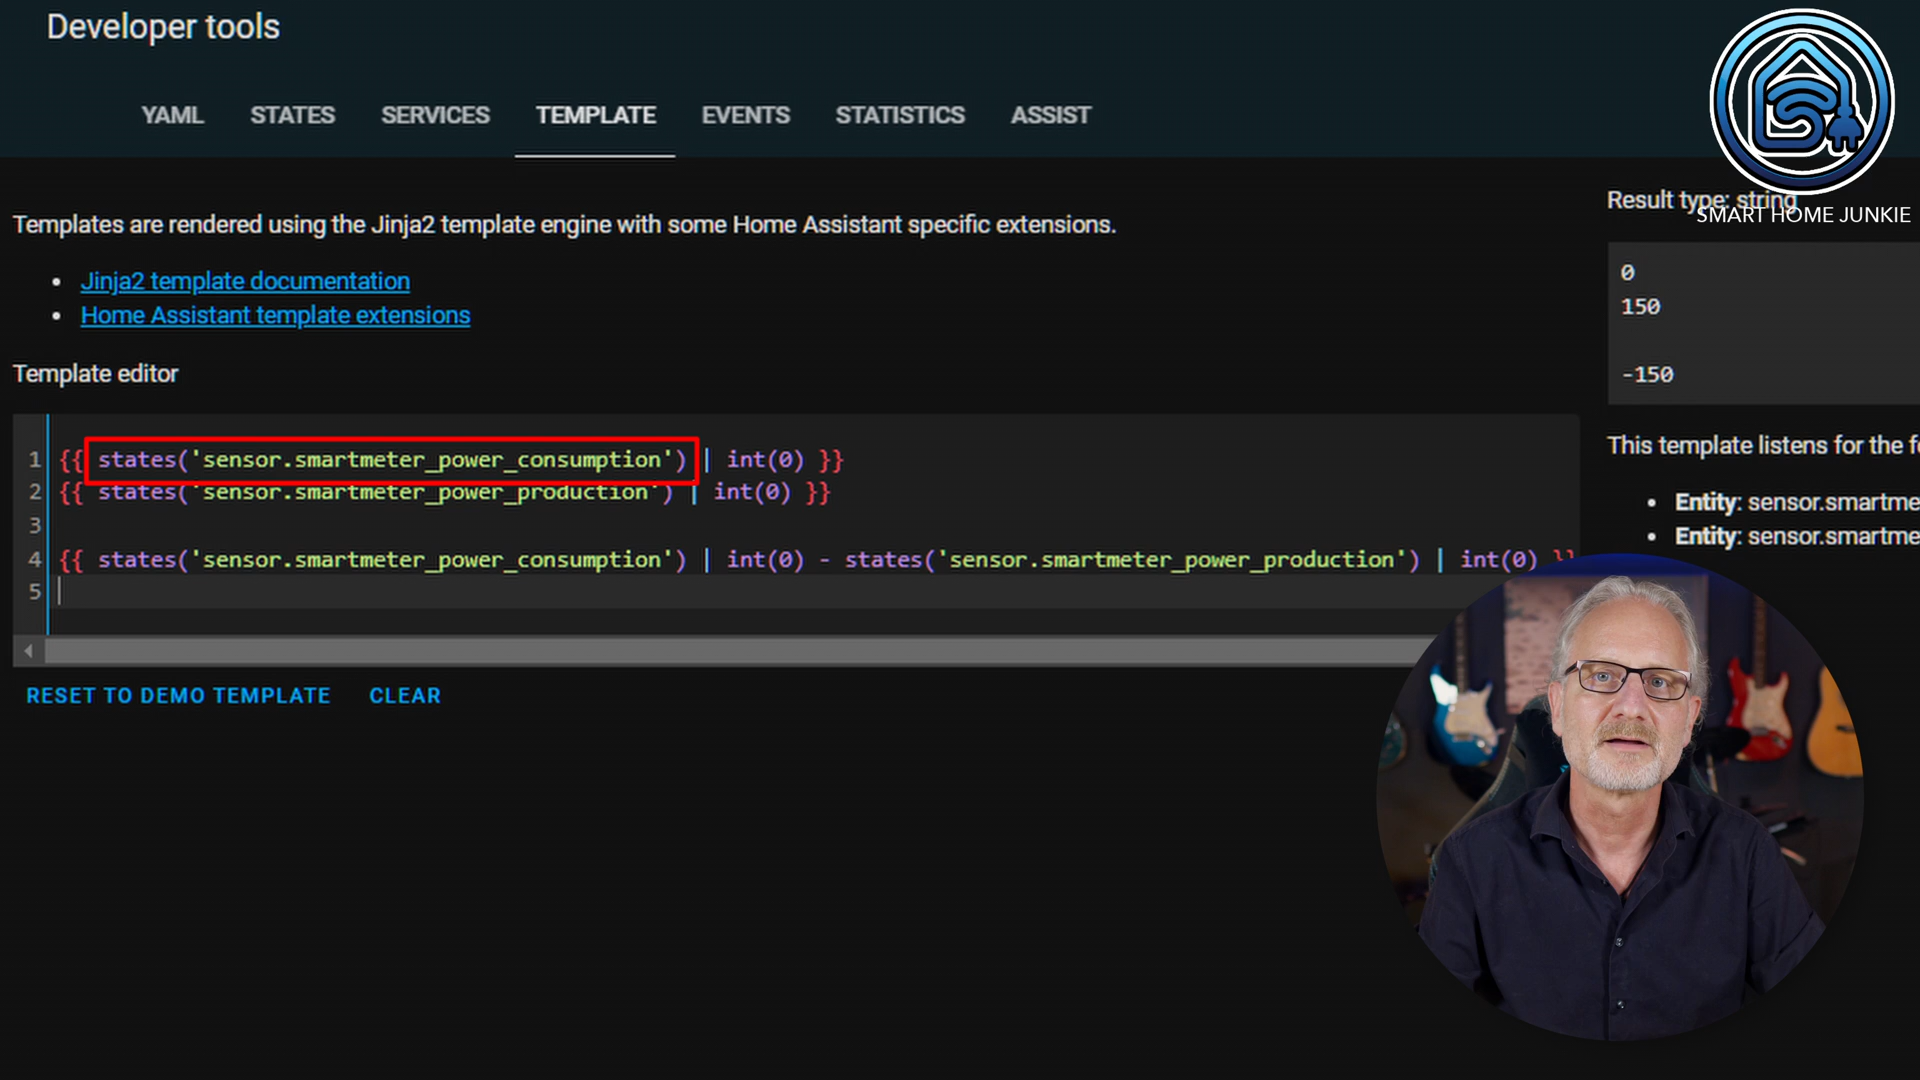 Developer tools
YAML STATES SERVICES TEMPLATE EVENTS STATISTICS ASSIST
SMART HOME JUNKIE
Templates are rendered using the Jinja2 template engine with some Home Assistant specific extensions.
Jinja2 template documentation
Home Assistant template extensions
Template editor
1 {{ states('sensor.smartmeter_power_consumption') | int(0) }}
2 {{ states('sensor.smartmeter_power_production') | int(0) }}
3
4 {{ states('sensor.smartmeter_power_consumption') | int(0) - states('sensor.smartmeter_power_production') | int(0) }}
5
RESET TO DEMO TEMPLATE CLEAR
Result type: string
0
150
-150
This template listens for the
Entity: sensor.smartme
Entity: sensor.smartme